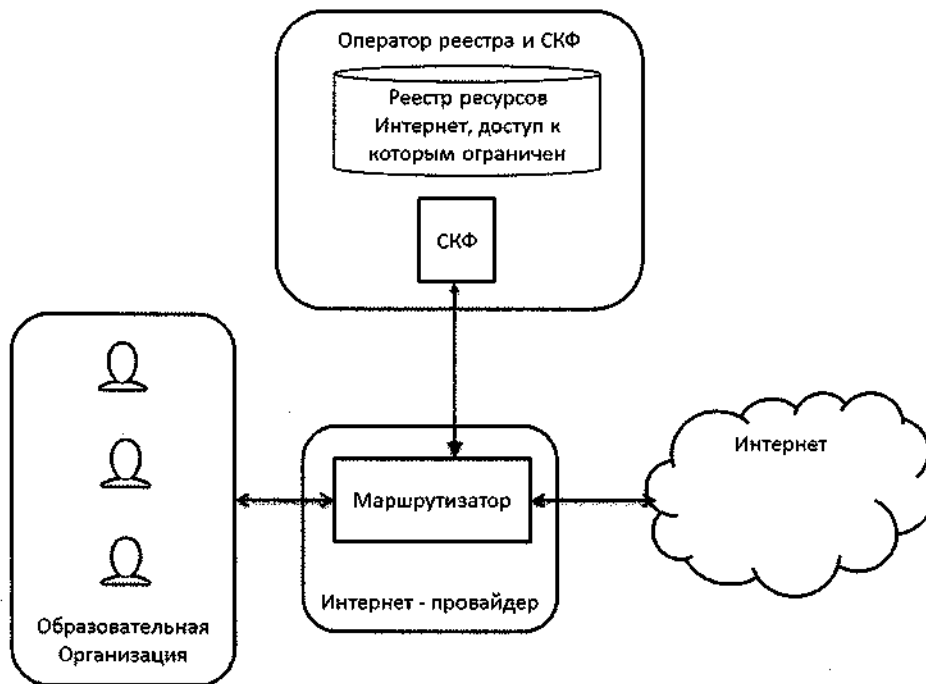 Оператор реестра и СКФ
Реестр ресурсов
Интернет, доступ к
которым ограничен
СКФ
Интернет
Маршрутизатор
Интернет - провайдер
Образовательная
Организация